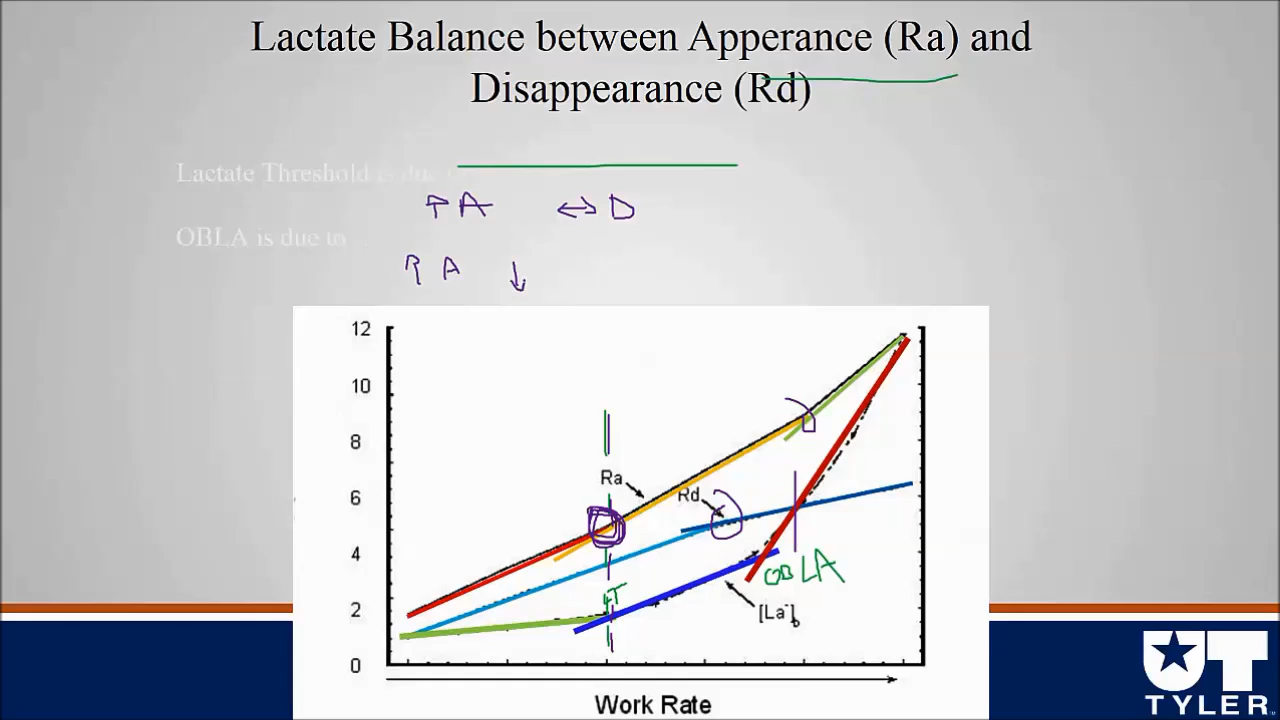 Lactate Balance between Apperance (Ra) and
Disappearance (Rd)
Lactate Threshold is due
↑A ↔ D
OBLA is due to ...
↑ A ↓
12
10
8
6
4
2
0
Ra
Rd
LT
OBLA
[La-]b
Work Rate
UT
TYLER